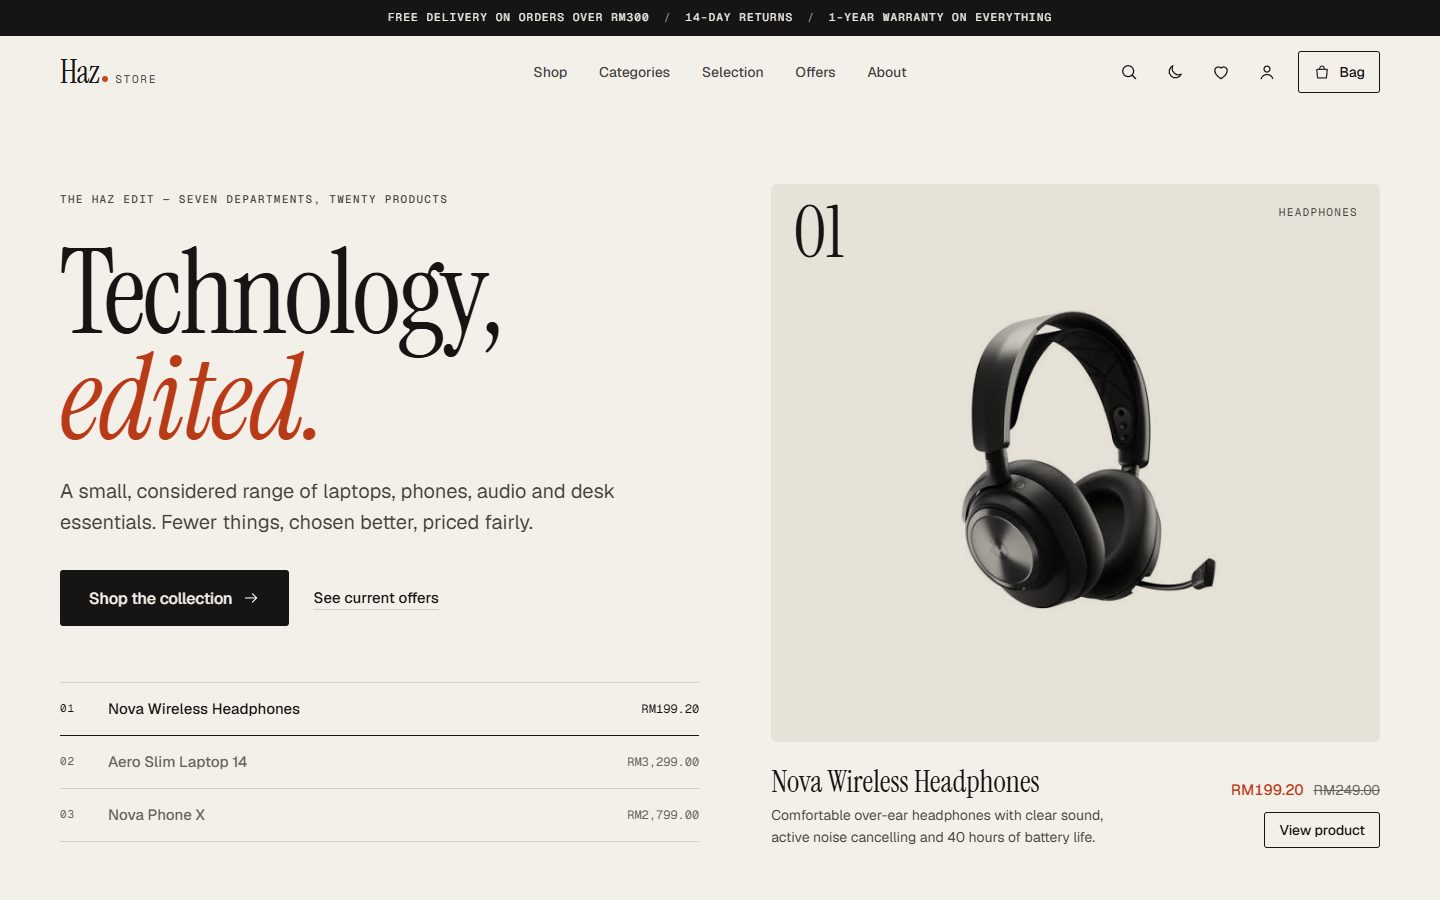 FREE DELIVERY ON ORDERS OVER RM300 / 14-DAY RETURNS / 1-YEAR WARRANTY ON EVERYTHING
Haz. STORE
Shop
Categories
Selection
Offers
About
Bag
THE HAZ EDIT — SEVEN DEPARTMENTS, TWENTY PRODUCTS
Technology,
edited.
A small, considered range of laptops, phones, audio and desk
essentials. Fewer things, chosen better, priced fairly.
Shop the collection →
See current offers
01 Nova Wireless Headphones RM199.20
02 Aero Slim Laptop 14 RM3,299.00
03 Nova Phone X RM2,799.00
01
HEADPHONES
Nova Wireless Headphones
RM199.20 RM249.00
Comfortable over-ear headphones with clear sound,
active noise cancelling and 40 hours of battery life.
View product